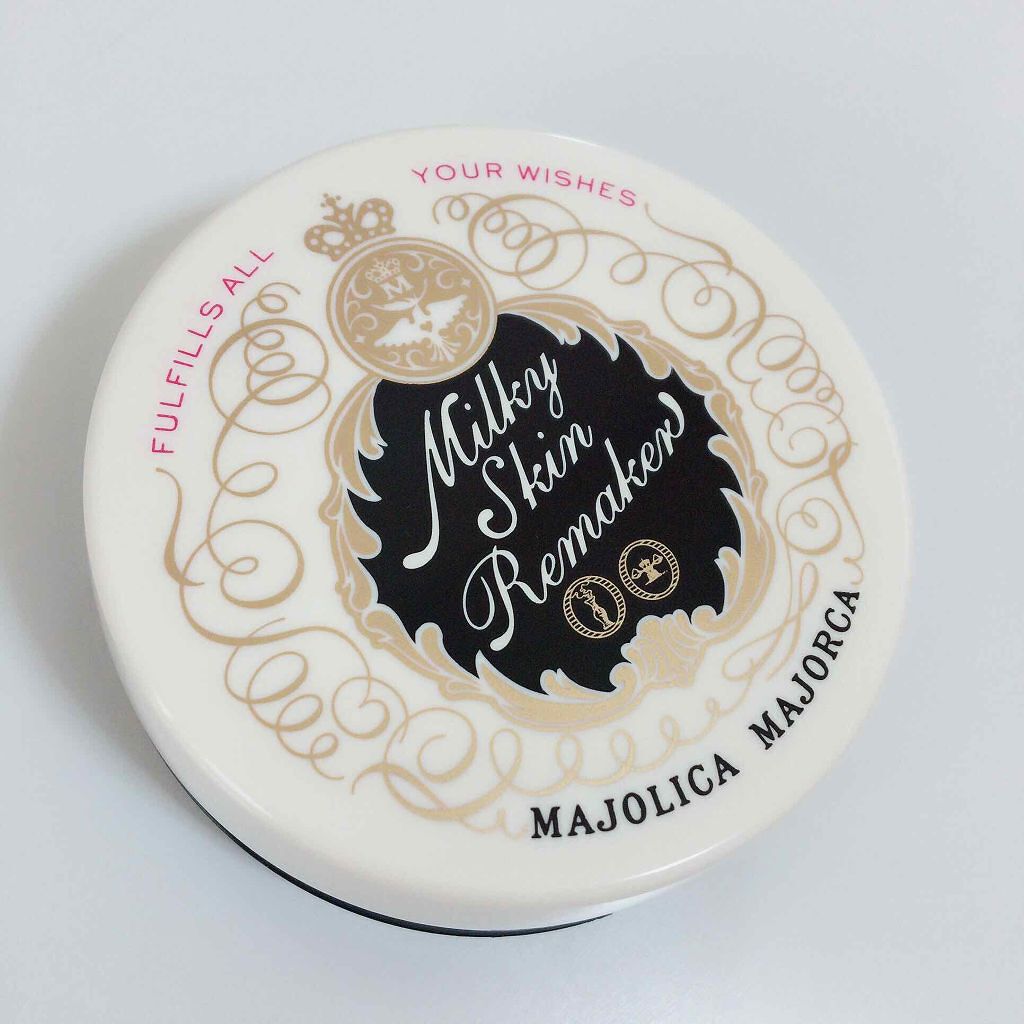 FULFILLS ALL
YOUR WISHES
M
Milky
Skin
Remaker
MAJOLICA MAJORCA